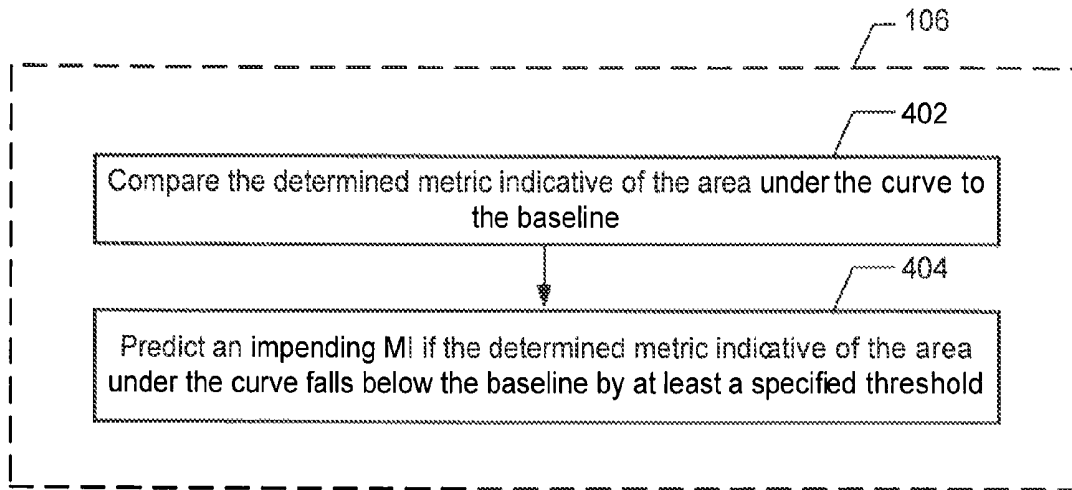 106
402
Compare the determined metric indicative of the area under the curve to
the baseline
404
Predict an impending MI if the determined metric indicative of the area
under the curve falls below the baseline by at least a specified threshold